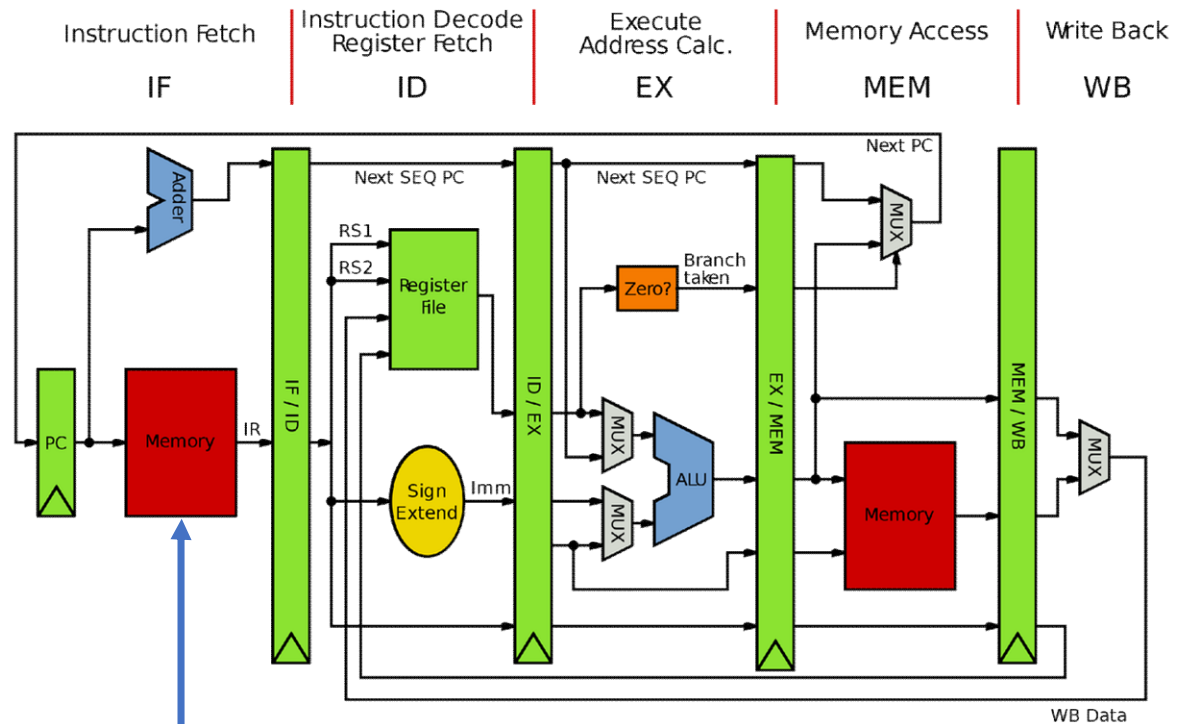 Instruction Fetch
IF
Instruction Decode
Register Fetch
ID
Execute
Address Calc.
EX
Memory Access
MEM
Write Back
WB
Next PC
Adder
Next SEQ PC
Next SEQ PC
MUX
RS1
RS2
Register
File
Branch
taken
Zero?
IF / ID
ID / EX
EX / MEM
MEM / WB
PC
Memory
IR
MUX
ALU
MUX
Sign
Extend
Imm
MUX
Memory
WB Data